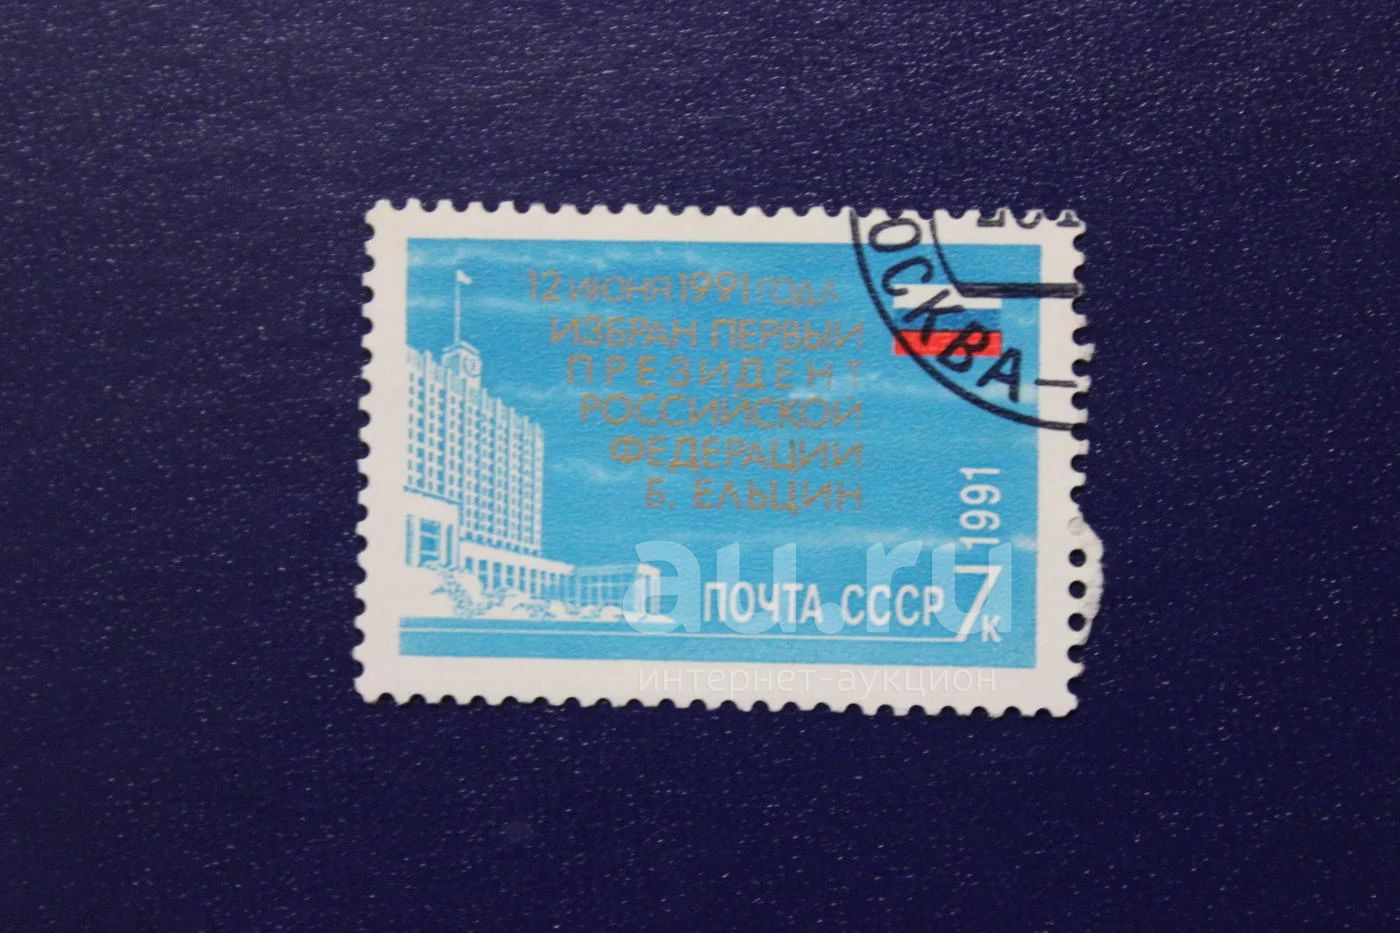 12 ИЮНЯ 1991 ГОДА
ИЗБРАН ПЕРВЫЙ
ПРЕЗИДЕНТ
РОССИЙСКОЙ
ФЕДЕРАЦИИ
Б. ЕЛЬЦИН
1991
ПОЧТА СССР 7к
ОСКВА
au.ru
интернет-аукцион